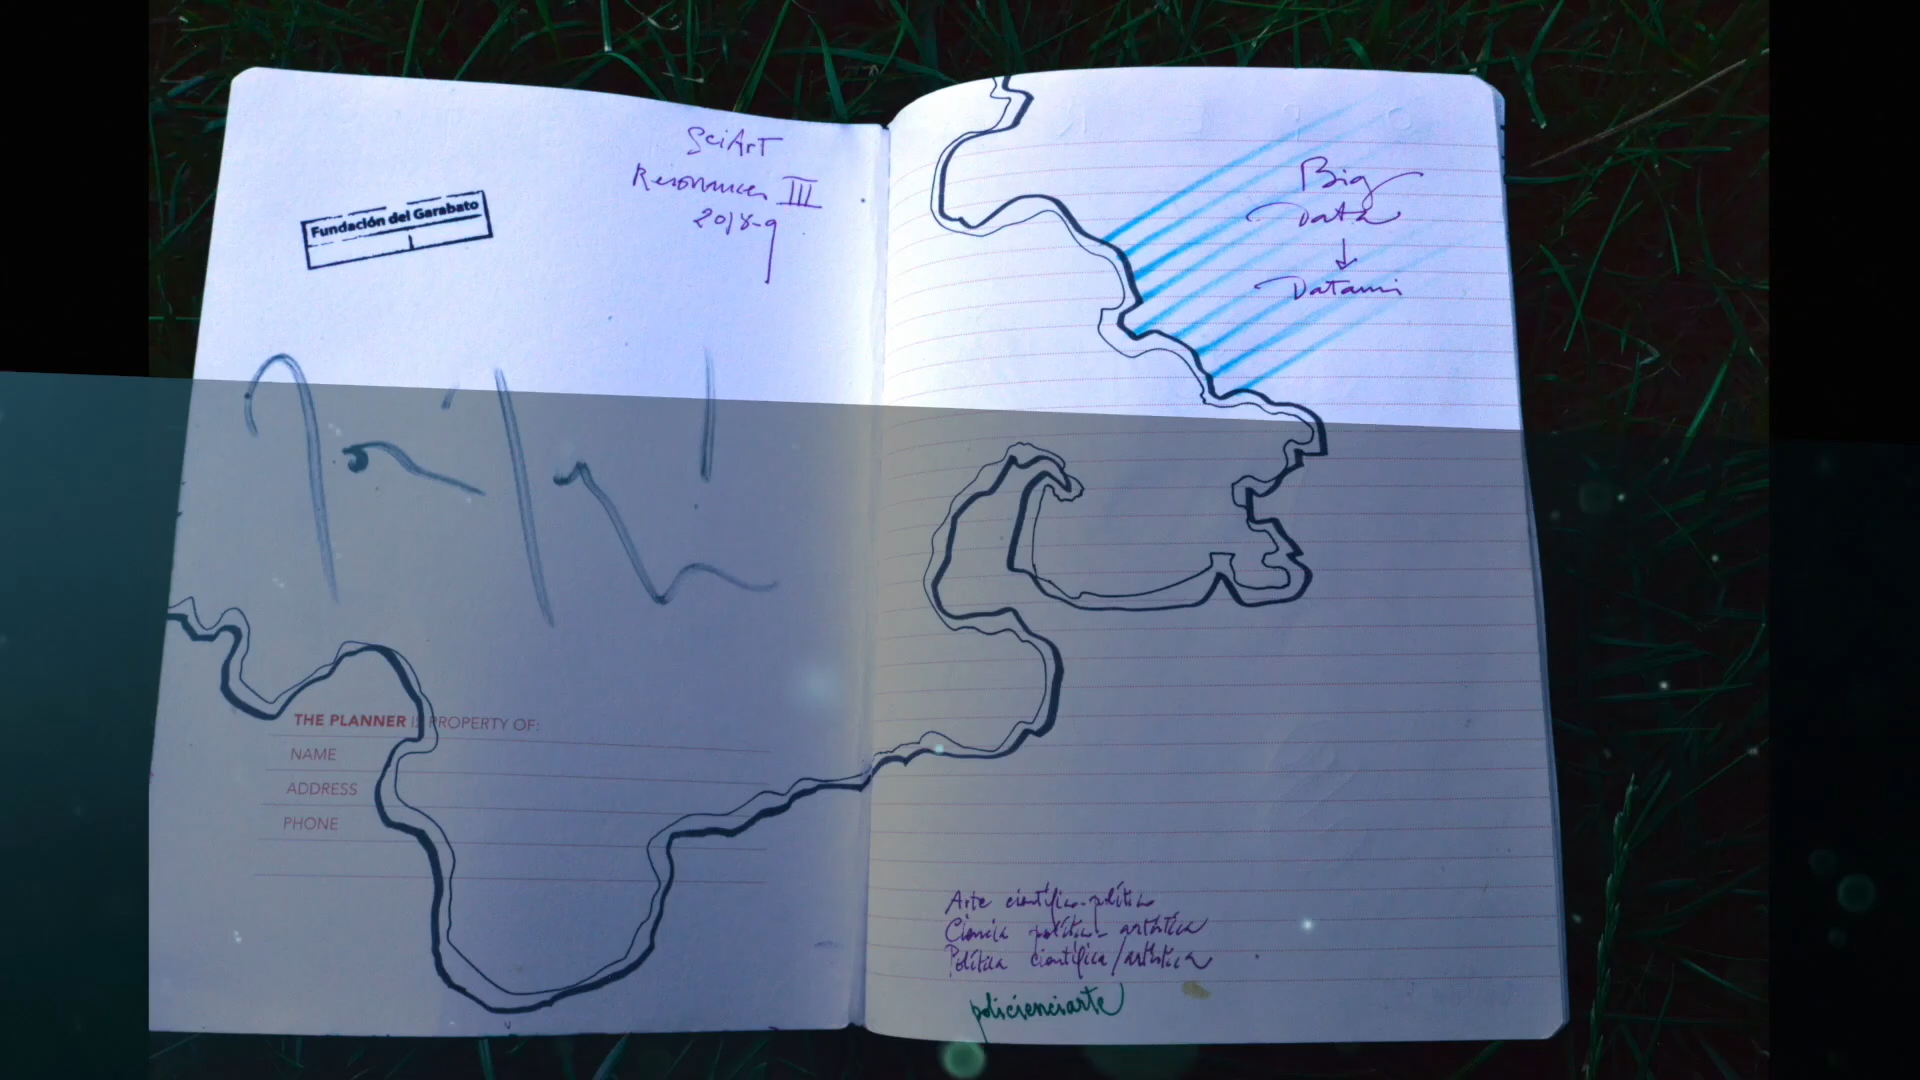 SciArt
Resonances III
2018-9
Fundación del Garabato
THE PLANNER IS PROPERTY OF:
NAME
ADDRESS
PHONE
Big
Data
↓
Datami
Arte científico-político
Ciencia política-artística
Política científica/artística
policienciarte